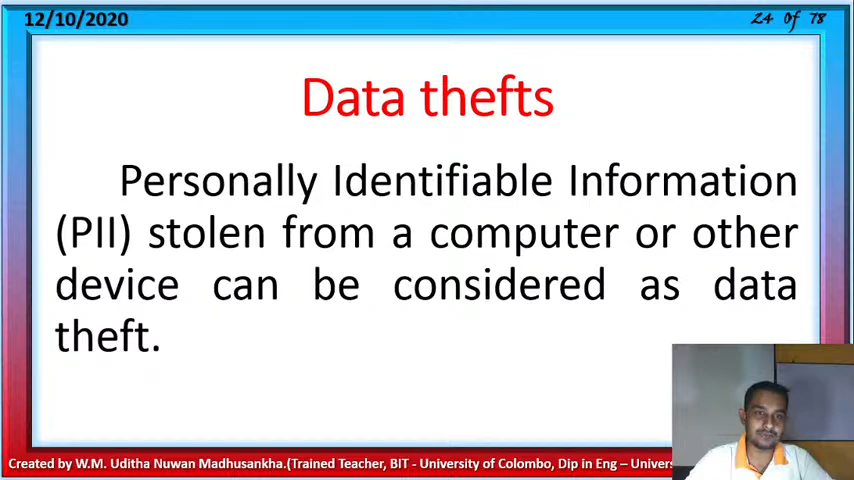 12/10/2020
24 of 78
Data thefts
Personally Identifiable Information
(PII) stolen from a computer or other
device can be considered as data
theft.
Created by W.M. Uditha Nuwan Madhusankha.(Trained Teacher, BIT - University of Colombo, Dip in Eng – Univers